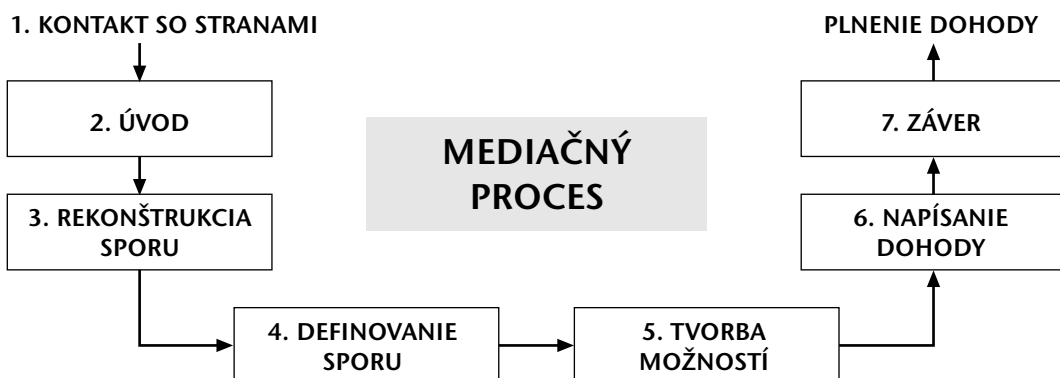 1. KONTAKT SO STRANAMI
2. ÚVOD
3. REKONŠTRUKCIA
SPORU
4. DEFINOVANIE
SPORU
5. TVORBA
MOŽNOSTÍ
6. NAPÍSANIE
DOHODY
7. ZÁVER
PLNENIE DOHODY
MEDIAČNÝ
PROCES